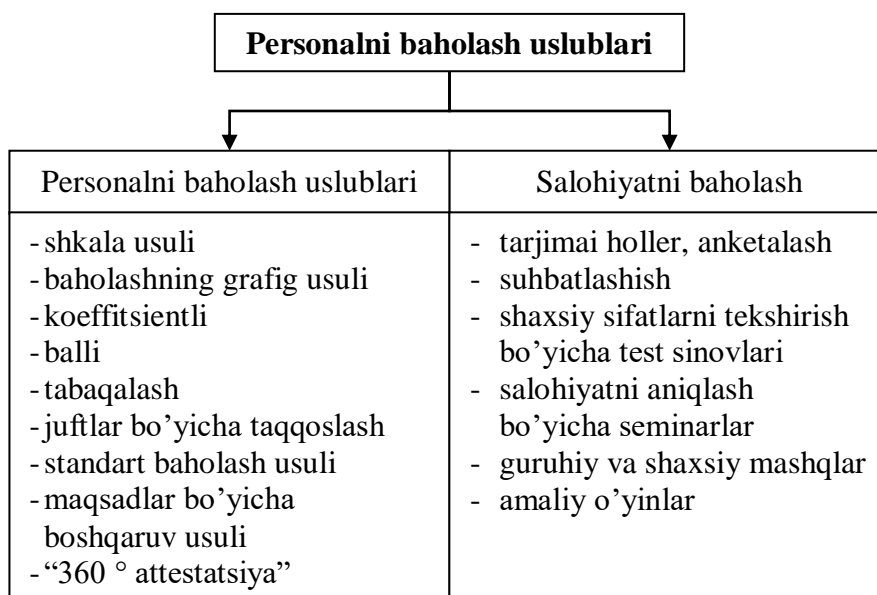 Personalni baholash uslublari
Personalni baholash uslublari
- shkala usuli
- baholashning grafig usuli
- koeffitsientli
- balli
- tabaqalash
- juftlar bo’yicha taqqoslash
- standart baholash usuli
- maqsadlar bo’yicha
boshqaruv usuli
- “360 ° attestatsiya”
Salohiyatni baholash
- tarjimai holler, anketalash
- suhbatlashish
- shaxsiy sifatlarni tekshirish
bo’yicha test sinovlari
- salohiyatni aniqlash
bo’yicha seminarlar
- guruhiy va shaxsiy mashqlar
- amaliy o’yinlar